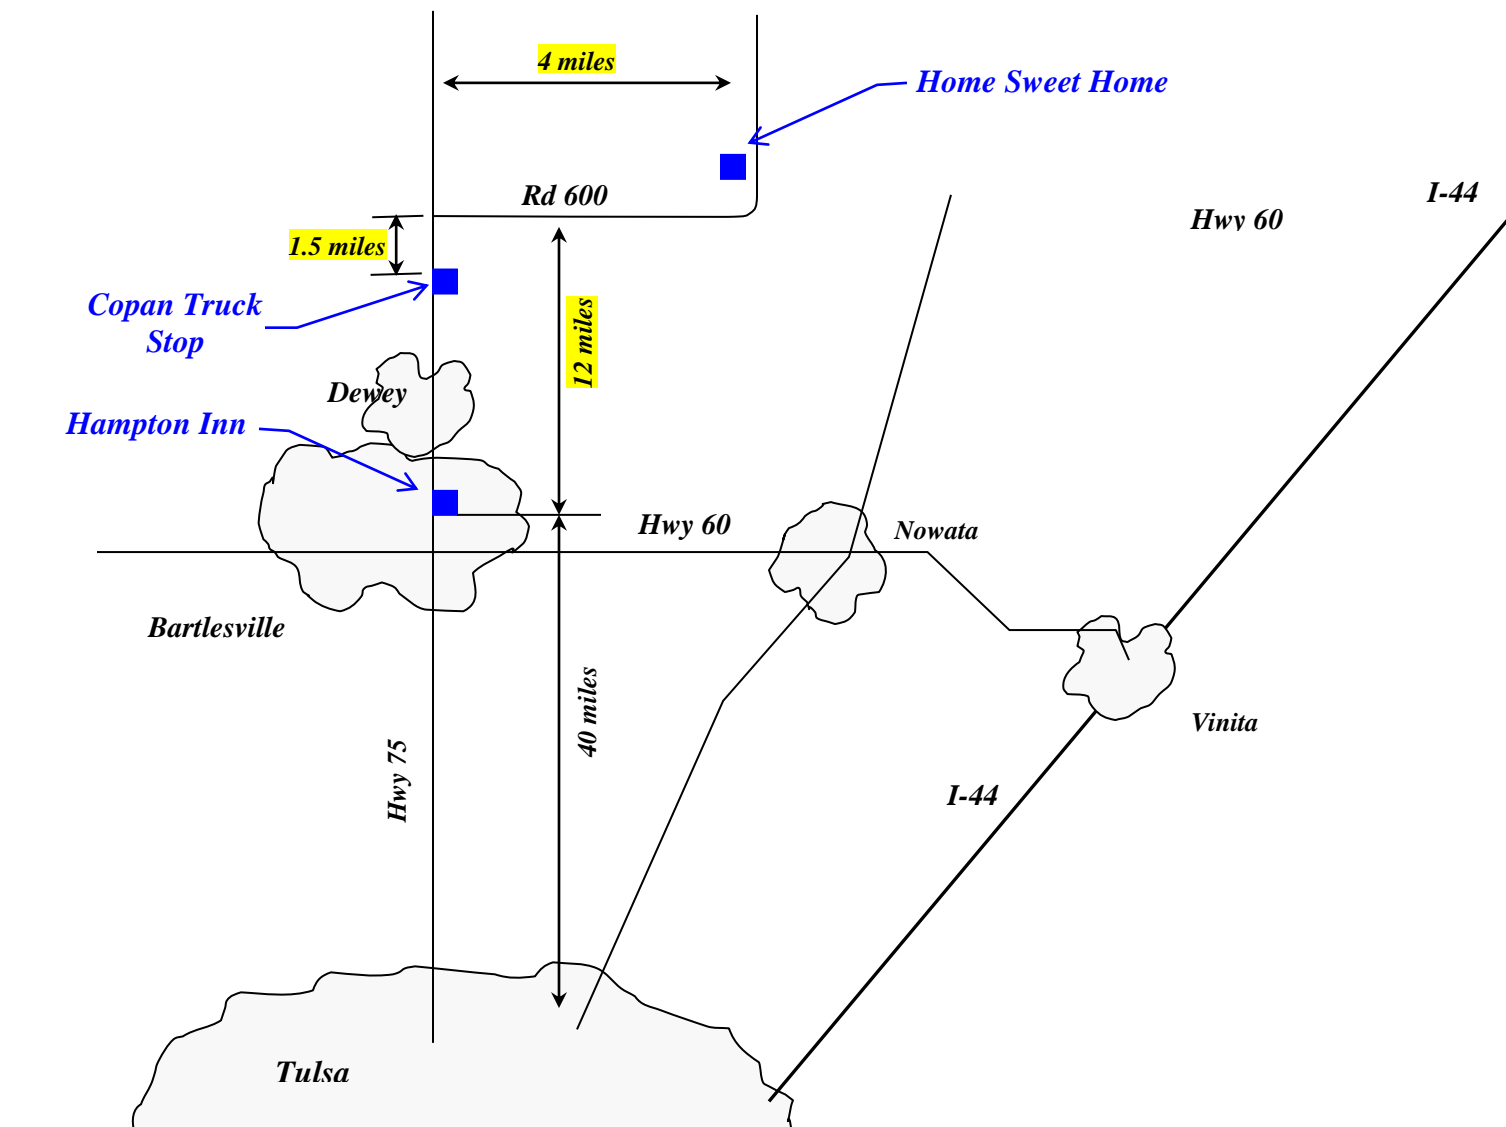 4 miles
Home Sweet Home
Rd 600
I-44
Hwy 60
1.5 miles
Copan Truck
Stop
12 miles
Dewey
Hampton Inn
Hwy 60
Nowata
Bartlesville
40 miles
Vinita
Hwy 75
I-44
Tulsa